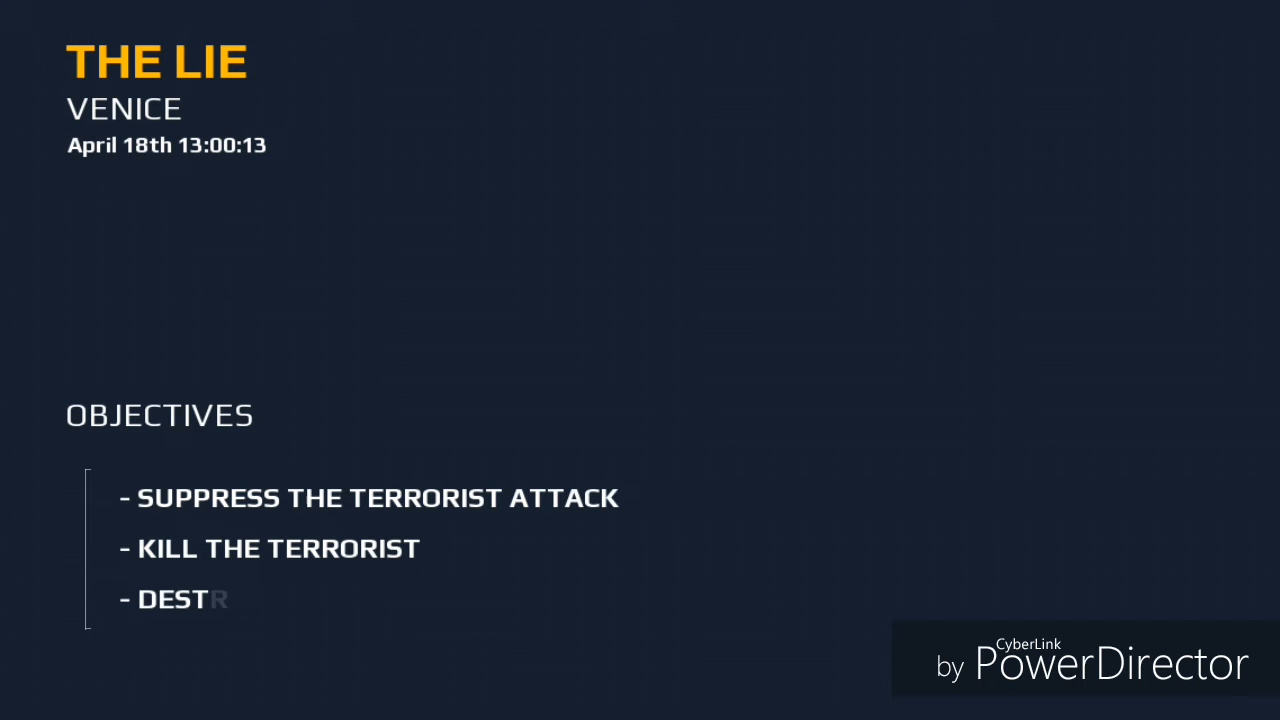 THE LIE
VENICE
April 18th 13:00:13
OBJECTIVES
- SUPPRESS THE TERRORIST ATTACK
- KILL THE TERRORIST
- DESTR
CyberLink
by PowerDirector